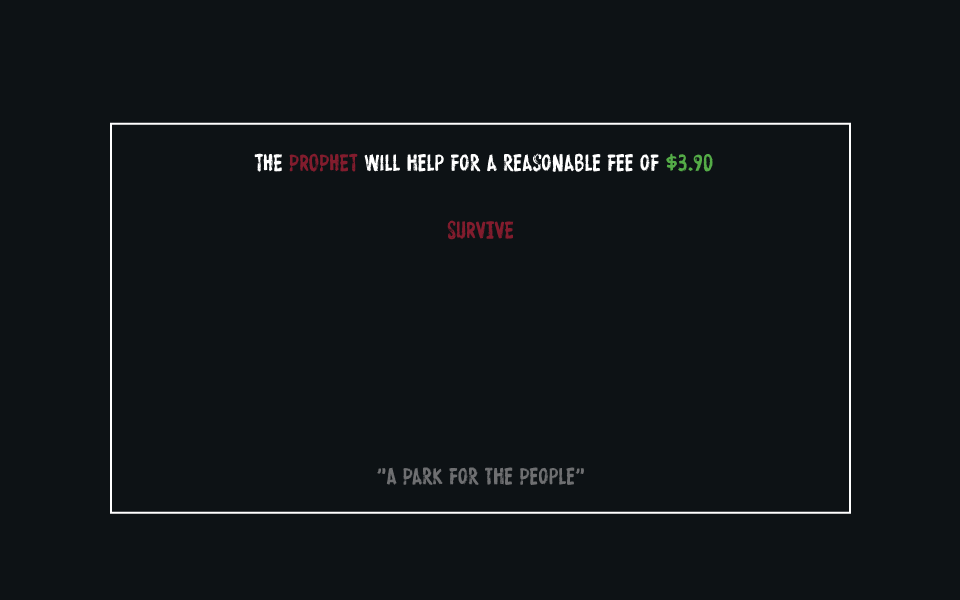 THE PROPHET WILL HELP FOR A REASONABLE FEE OF $3.90
SURVIVE
"A PARK FOR THE PEOPLE"